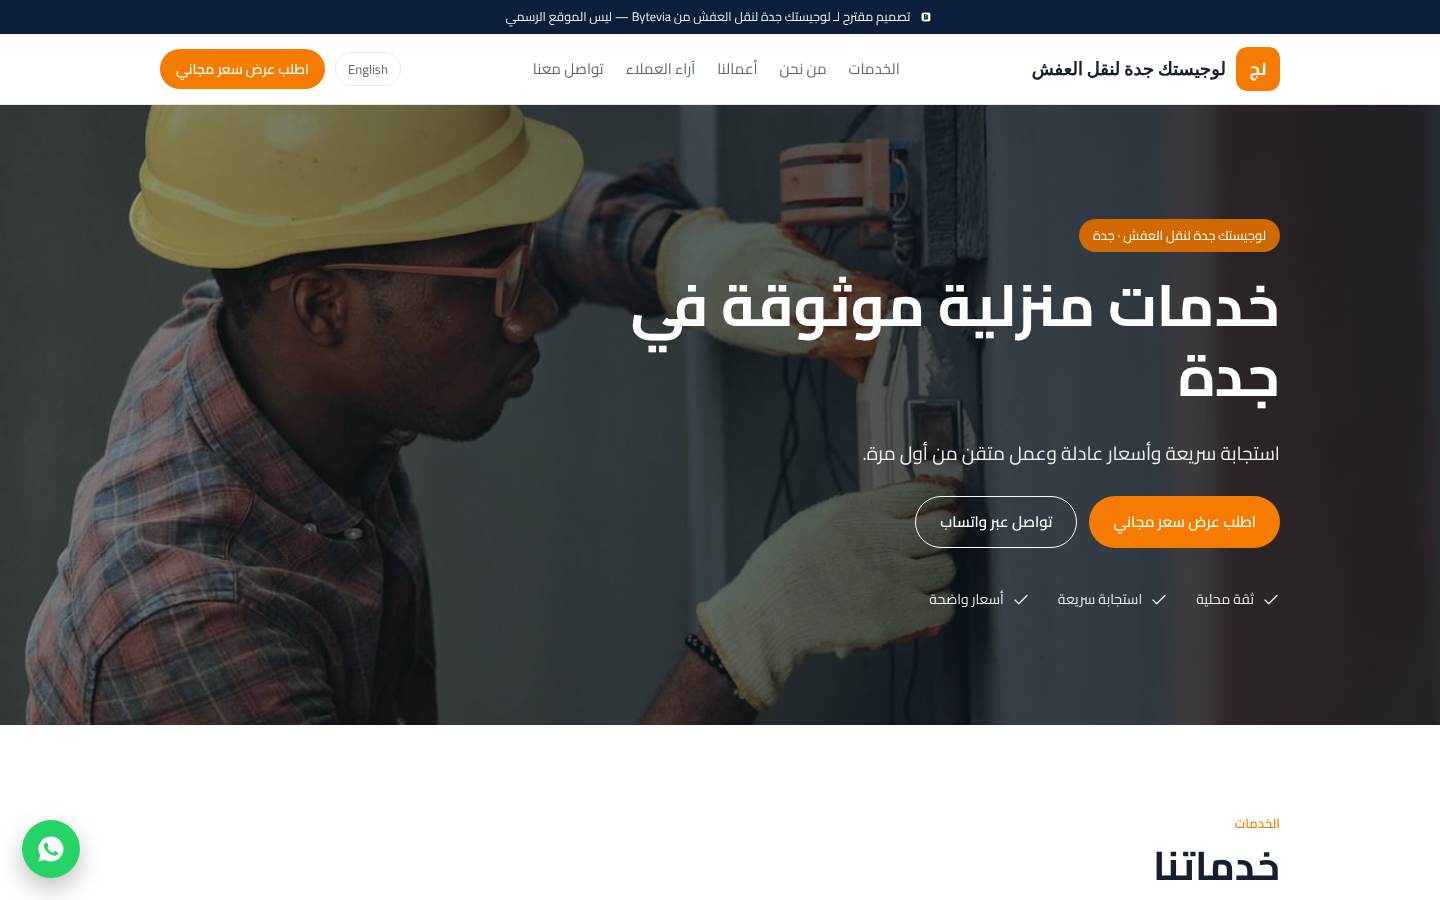 تصميم مقترح لـ لوجيستك جدة لنقل العفش من Bytevia — ليس الموقع الرسمي
لج
لوجيستك جدة لنقل العفش
الخدمات
من نحن
أعمالنا
آراء العملاء
تواصل معنا
English
اطلب عرض سعر مجاني
لوجيستك جدة لنقل العفش · جدة
خدمات منزلية موثوقة في
جدة
استجابة سريعة وأسعار عادلة وعمل متقن من أول مرة.
اطلب عرض سعر مجاني
تواصل عبر واتساب
ثقة محلية
استجابة سريعة
أسعار واضحة
الخدمات
خدماتنا